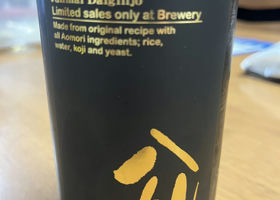 Junmai Daiginjo
Limited sales only at Brewery
Made from original recipe with
all Aomori ingredients; rice,
water, koji and yeast.